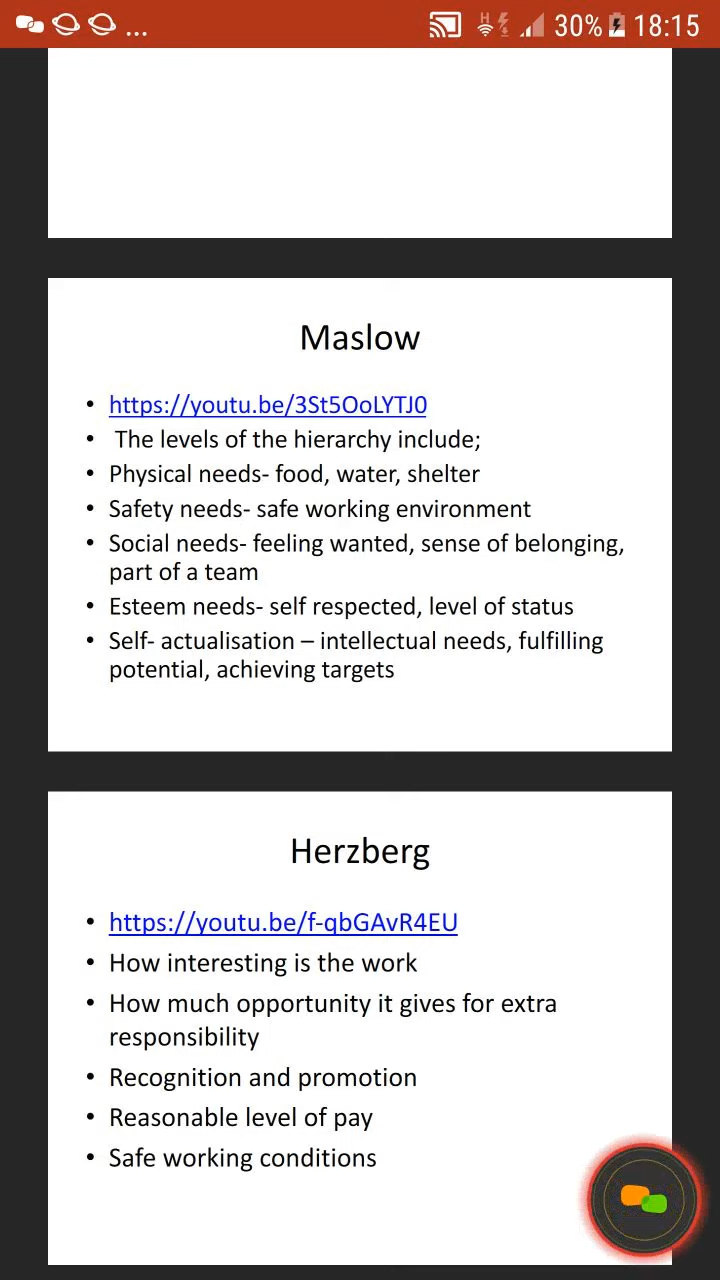 ... 30% 18:15
Maslow
• https://youtu.be/3St5OoLYTJ0
• The levels of the hierarchy include;
• Physical needs- food, water, shelter
• Safety needs- safe working environment
• Social needs- feeling wanted, sense of belonging,
part of a team
• Esteem needs- self respected, level of status
• Self- actualisation – intellectual needs, fulfilling
potential, achieving targets
Herzberg
• https://youtu.be/f-qbGAvR4EU
• How interesting is the work
• How much opportunity it gives for extra
responsibility
• Recognition and promotion
• Reasonable level of pay
• Safe working conditions